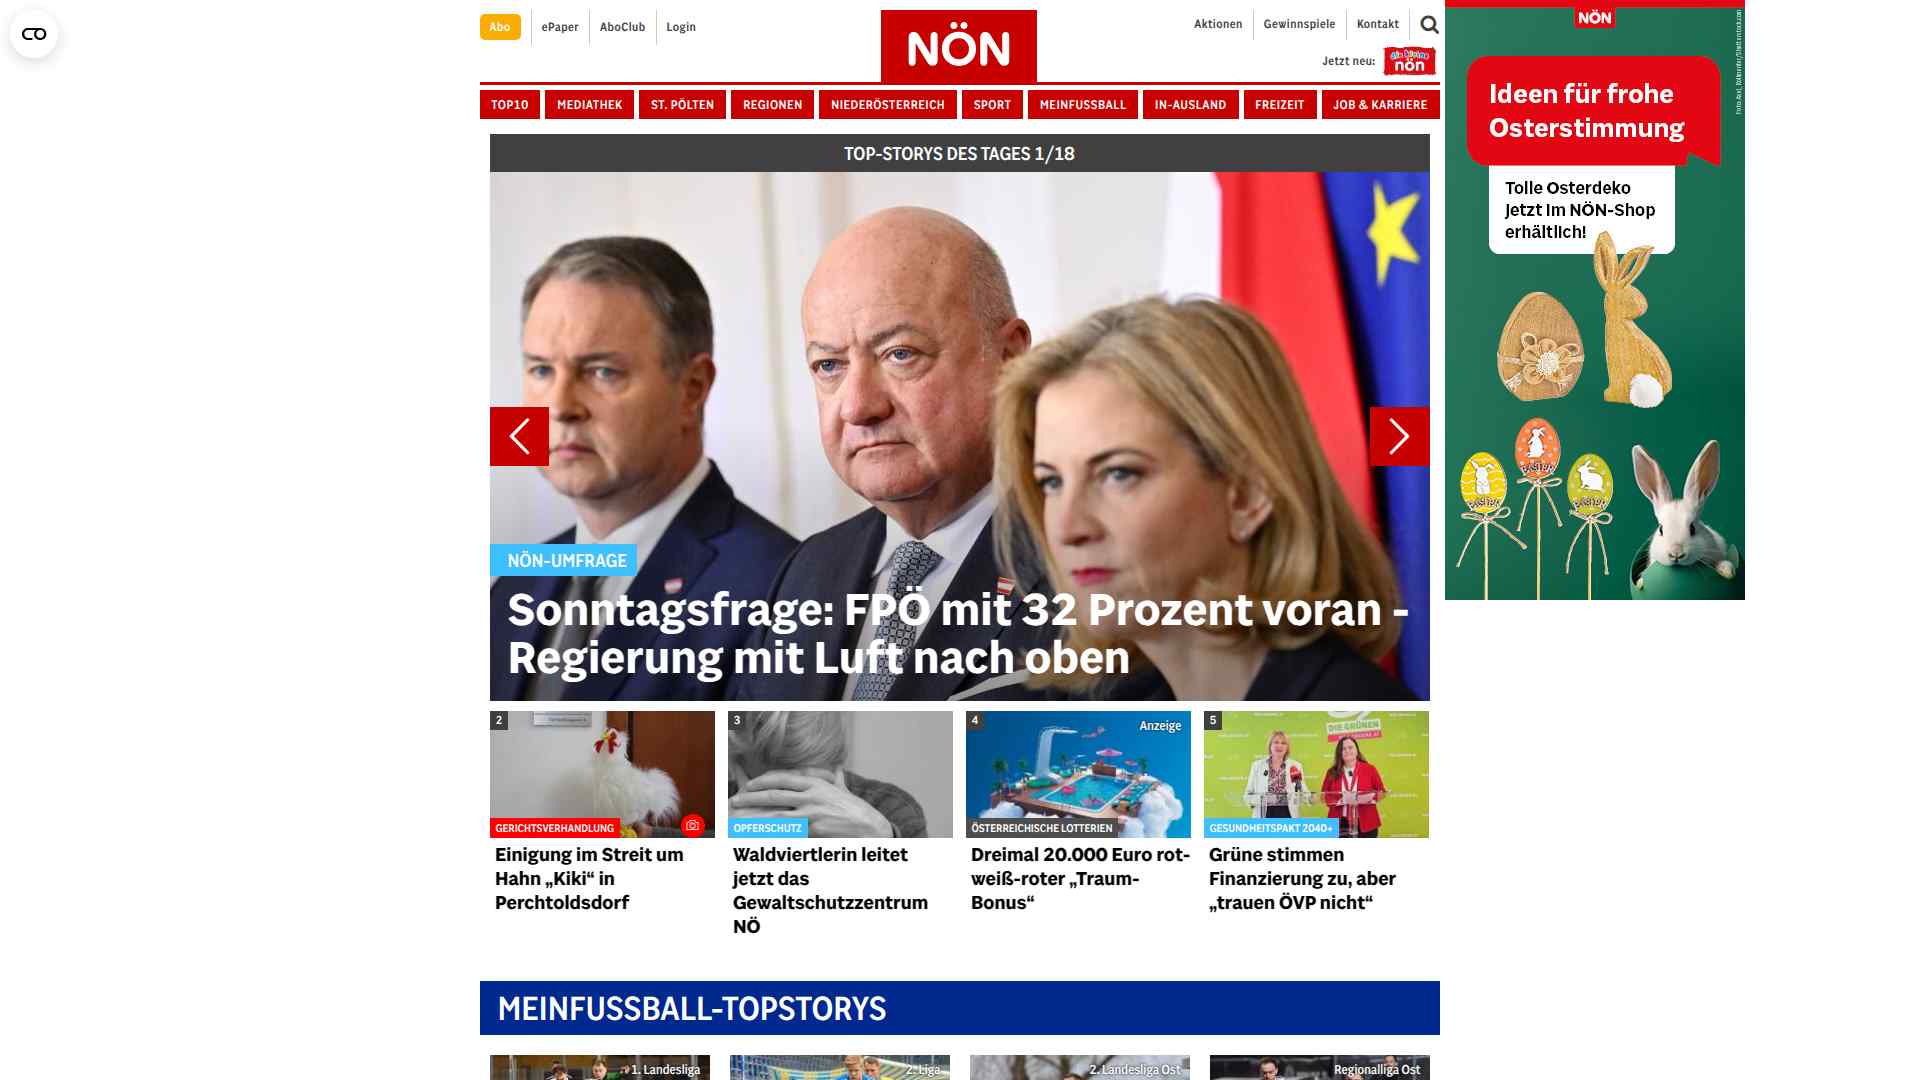 Abo
ePaper
AboClub
Login
NÖN
Aktionen
Gewinnspiele
Kontakt
Jetzt neu:
die kleine
nön
TOP10
MEDIATHEK
ST. PÖLTEN
REGIONEN
NIEDERÖSTERREICH
SPORT
MEINFUSSBALL
IN-AUSLAND
FREIZEIT
JOB & KARRIERE
TOP-STORYS DES TAGES 1/18
NÖN-UMFRAGE
Sonntagsfrage: FPÖ mit 32 Prozent voran -
Regierung mit Luft nach oben
2
GERICHTSVERHANDLUNG
Einigung im Streit um
Hahn „Kiki“ in
Perchtoldsdorf
3
OPFERSCHUTZ
Waldviertlerin leitet
jetzt das
Gewaltschutzzentrum
NÖ
4
Anzeige
ÖSTERREICHISCHE LOTTERIEN
Dreimal 20.000 Euro rot-
weiß-roter „Traum-
Bonus“
5
DIE GRÜNEN
GESUNDHEITSPAKT 2040+
Grüne stimmen
Finanzierung zu, aber
„trauen ÖVP nicht“
MEINFUSSBALL-TOPSTORYS
1. Landesliga
2. Liga
2. Landesliga Ost
Regionalliga Ost
NÖN
Ideen für frohe
Osterstimmung
Tolle Osterdeko
jetzt im NÖN-Shop
erhältlich!
EASTER
EASTER
EASTER